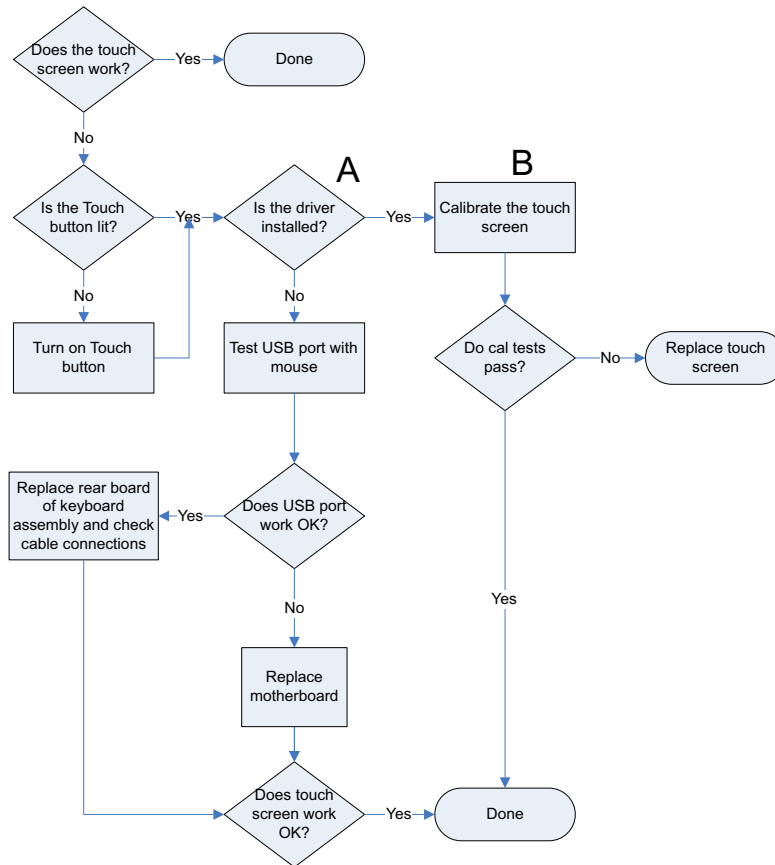 Does the touch
screen work?
Yes
Done
No
A
B
Is the Touch
button lit?
Yes
Is the driver
installed?
Yes
Calibrate the touch
screen
No
No
Turn on Touch
button
Test USB port with
mouse
Do cal tests
pass?
No
Replace touch
screen
Replace rear board
of keyboard
assembly and check
cable connections
Yes
Does USB port
work OK?
No
Yes
Replace
motherboard
Does touch
screen work
OK?
Yes
Done